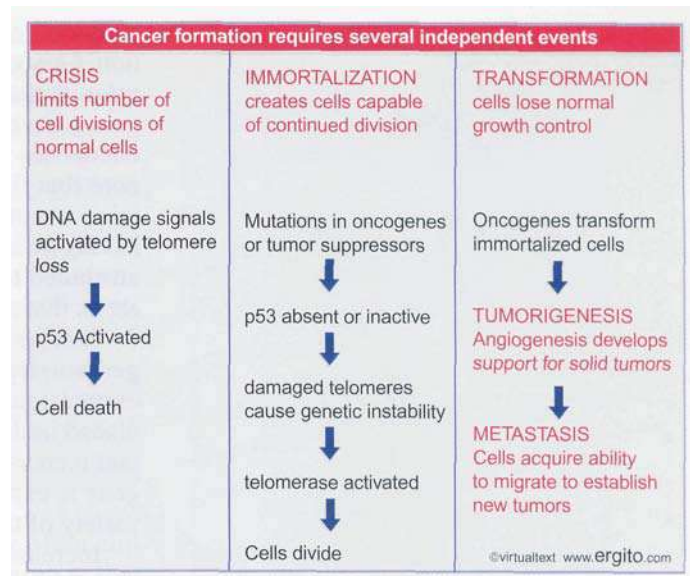 Cancer formation requires several independent events
CRISIS
limits number of
cell divisions of
normal cells
DNA damage signals
activated by telomere
loss
p53 Activated
Cell death
IMMORTALIZATION
creates cells capable
of continued division
Mutations in oncogenes
or tumor suppressors
p53 absent or inactive
damaged telomeres
cause genetic instability
telomerase activated
Cells divide
TRANSFORMATION
cells lose normal
growth control
Oncogenes transform
immortalized cells
TUMORIGENESIS
Angiogenesis develops
support for solid tumors
METASTASIS
Cells acquire ability
to migrate to establish
new tumors
©virtualtext www.ergito.com